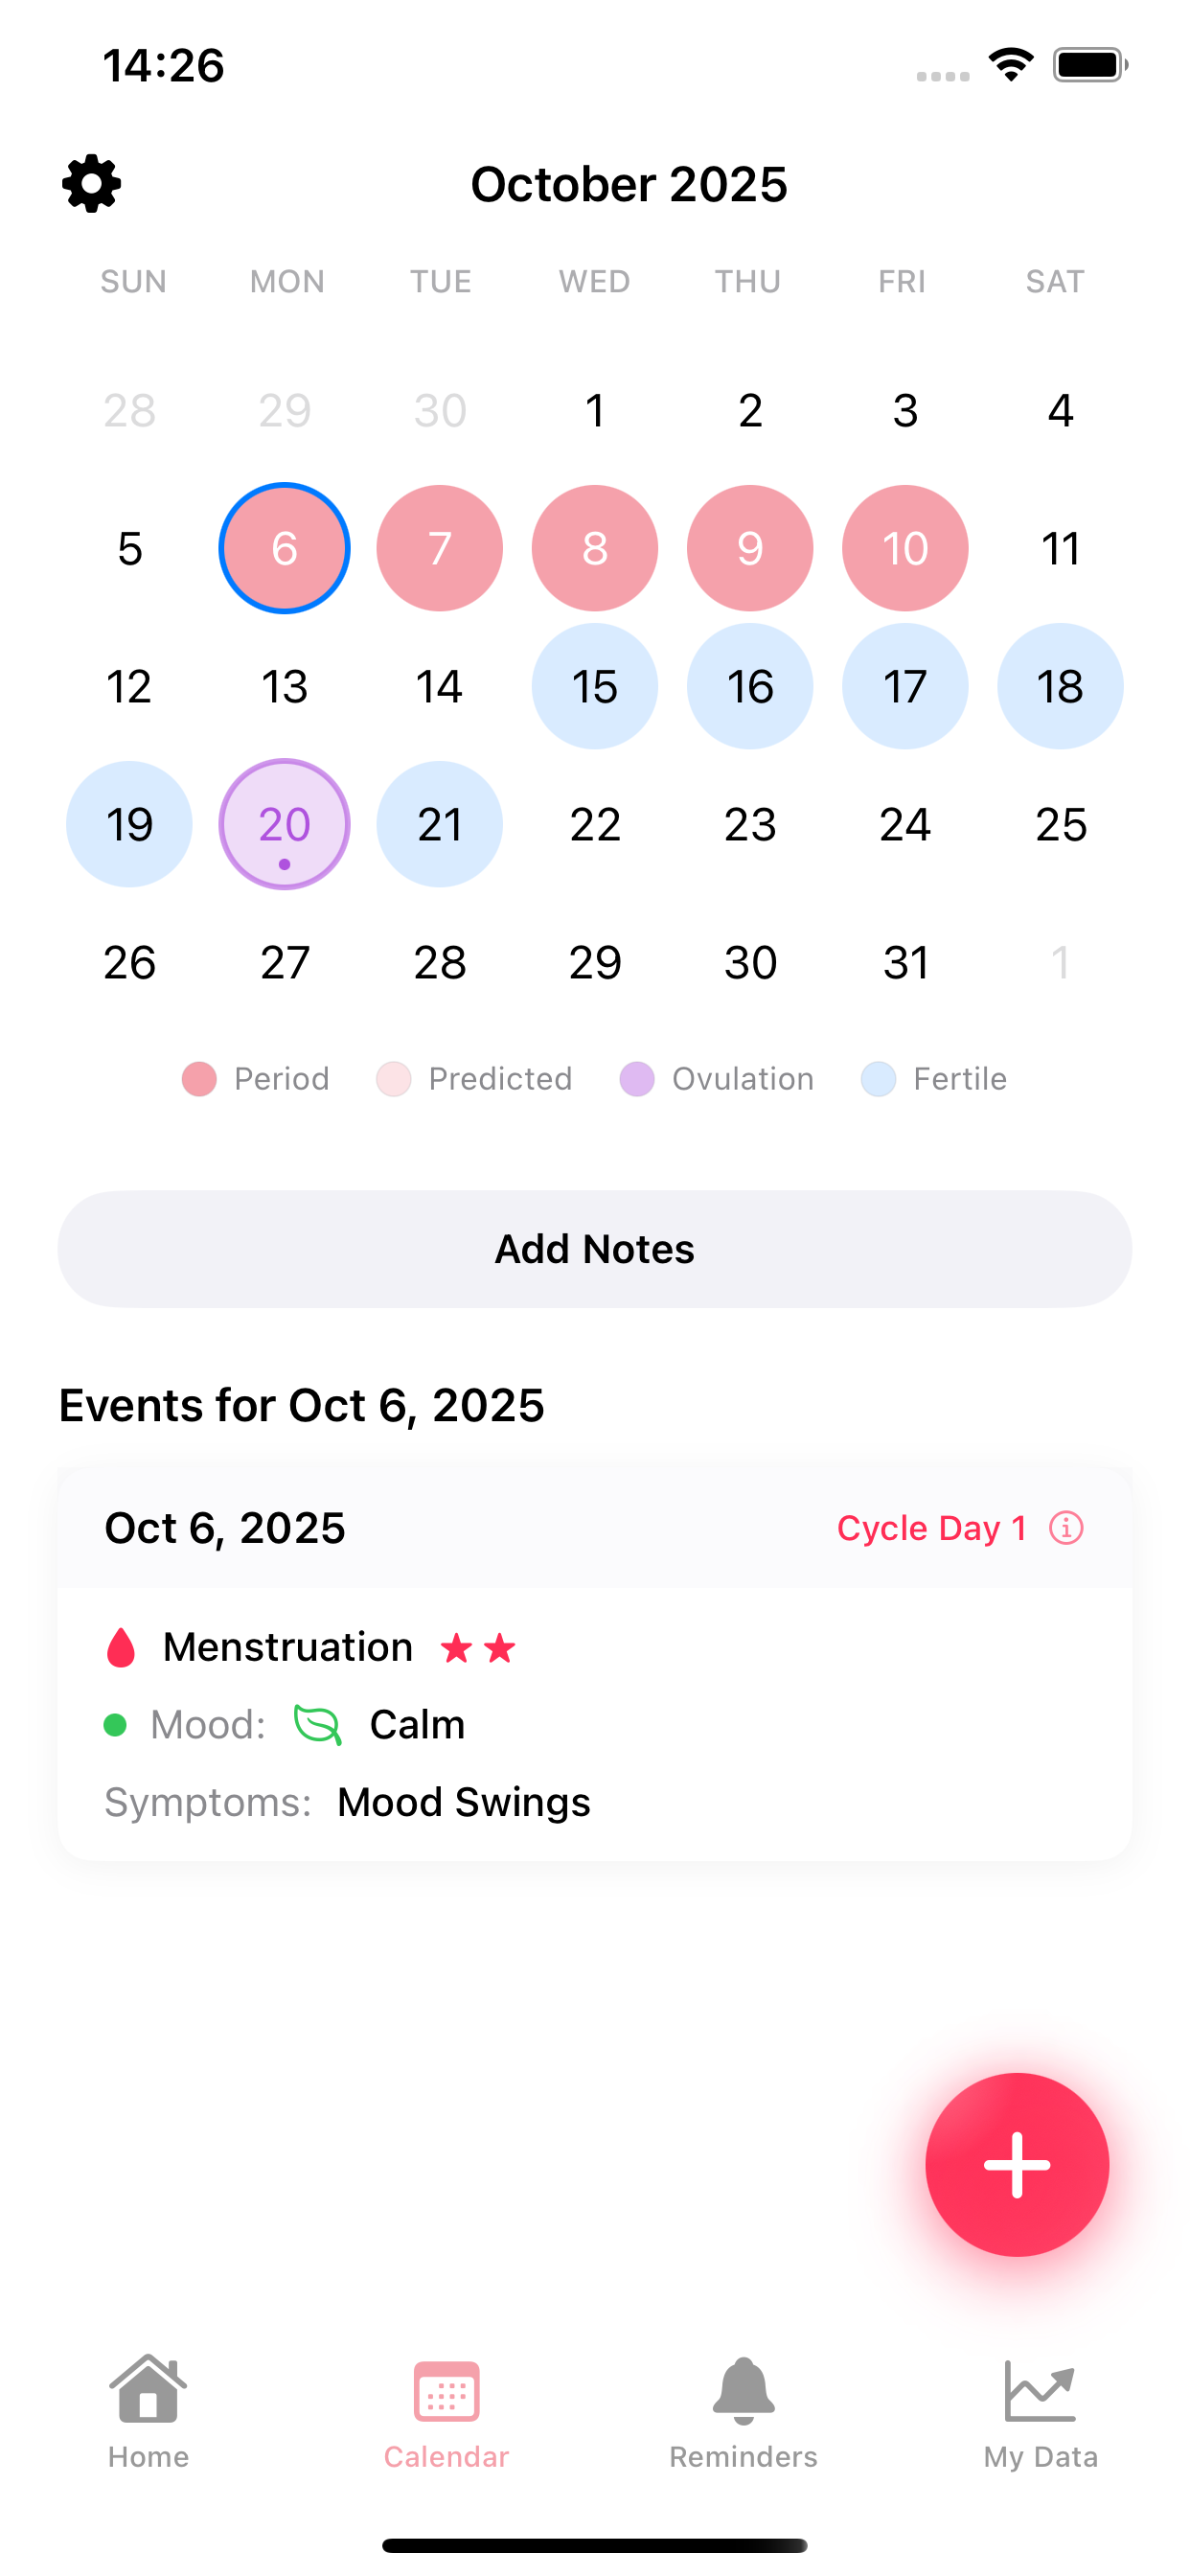 14:26
October 2025
SUN MON TUE WED THU FRI SAT
28 29 30 1 2 3 4
5 6 7 8 9 10 11
12 13 14 15 16 17 18
19 20 21 22 23 24 25
26 27 28 29 30 31 1
Period Predicted Ovulation Fertile
Add Notes
Events for Oct 6, 2025
Oct 6, 2025 Cycle Day 1
Menstruation
Mood: Calm
Symptoms: Mood Swings
Home Calendar Reminders My Data